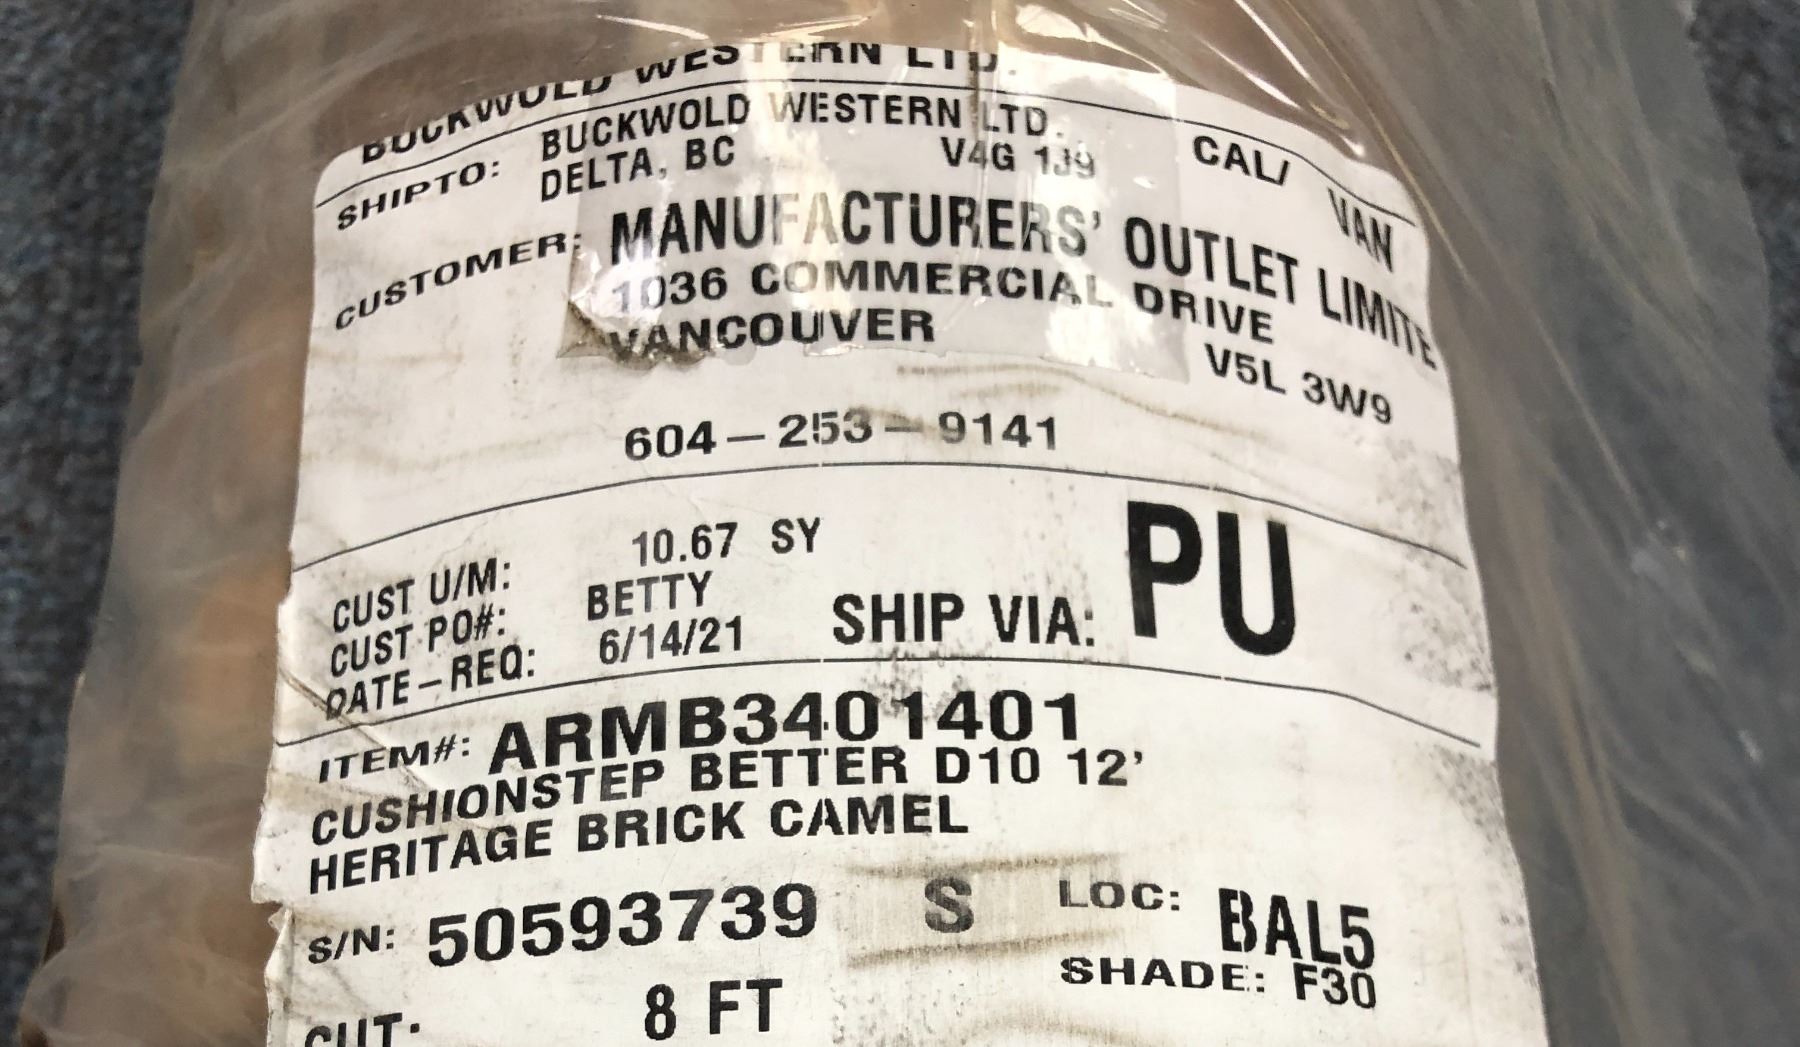 BUCKWOLD WESTERN LTD.
SHIPTO: BUCKWOLD WESTERN LTD. CAL/ VAN
DELTA, BC V4G 1J9
CUSTOMER: MANUFACTURERS' OUTLET LIMITE
1036 COMMERCIAL DRIVE
VANCOUVER V5L 3W9
604-253-9141
CUST U/M: 10.67 SY
CUST PO#: BETTY SHIP VIA: PU
DATE-REQ: 6/14/21
ITEM#: ARMB3401401
CUSHIONSTEP BETTER D10 12'
HERITAGE BRICK CAMEL
S/N: 50593739 S LOC: BAL5
SHADE: F30
CUT: 8 FT